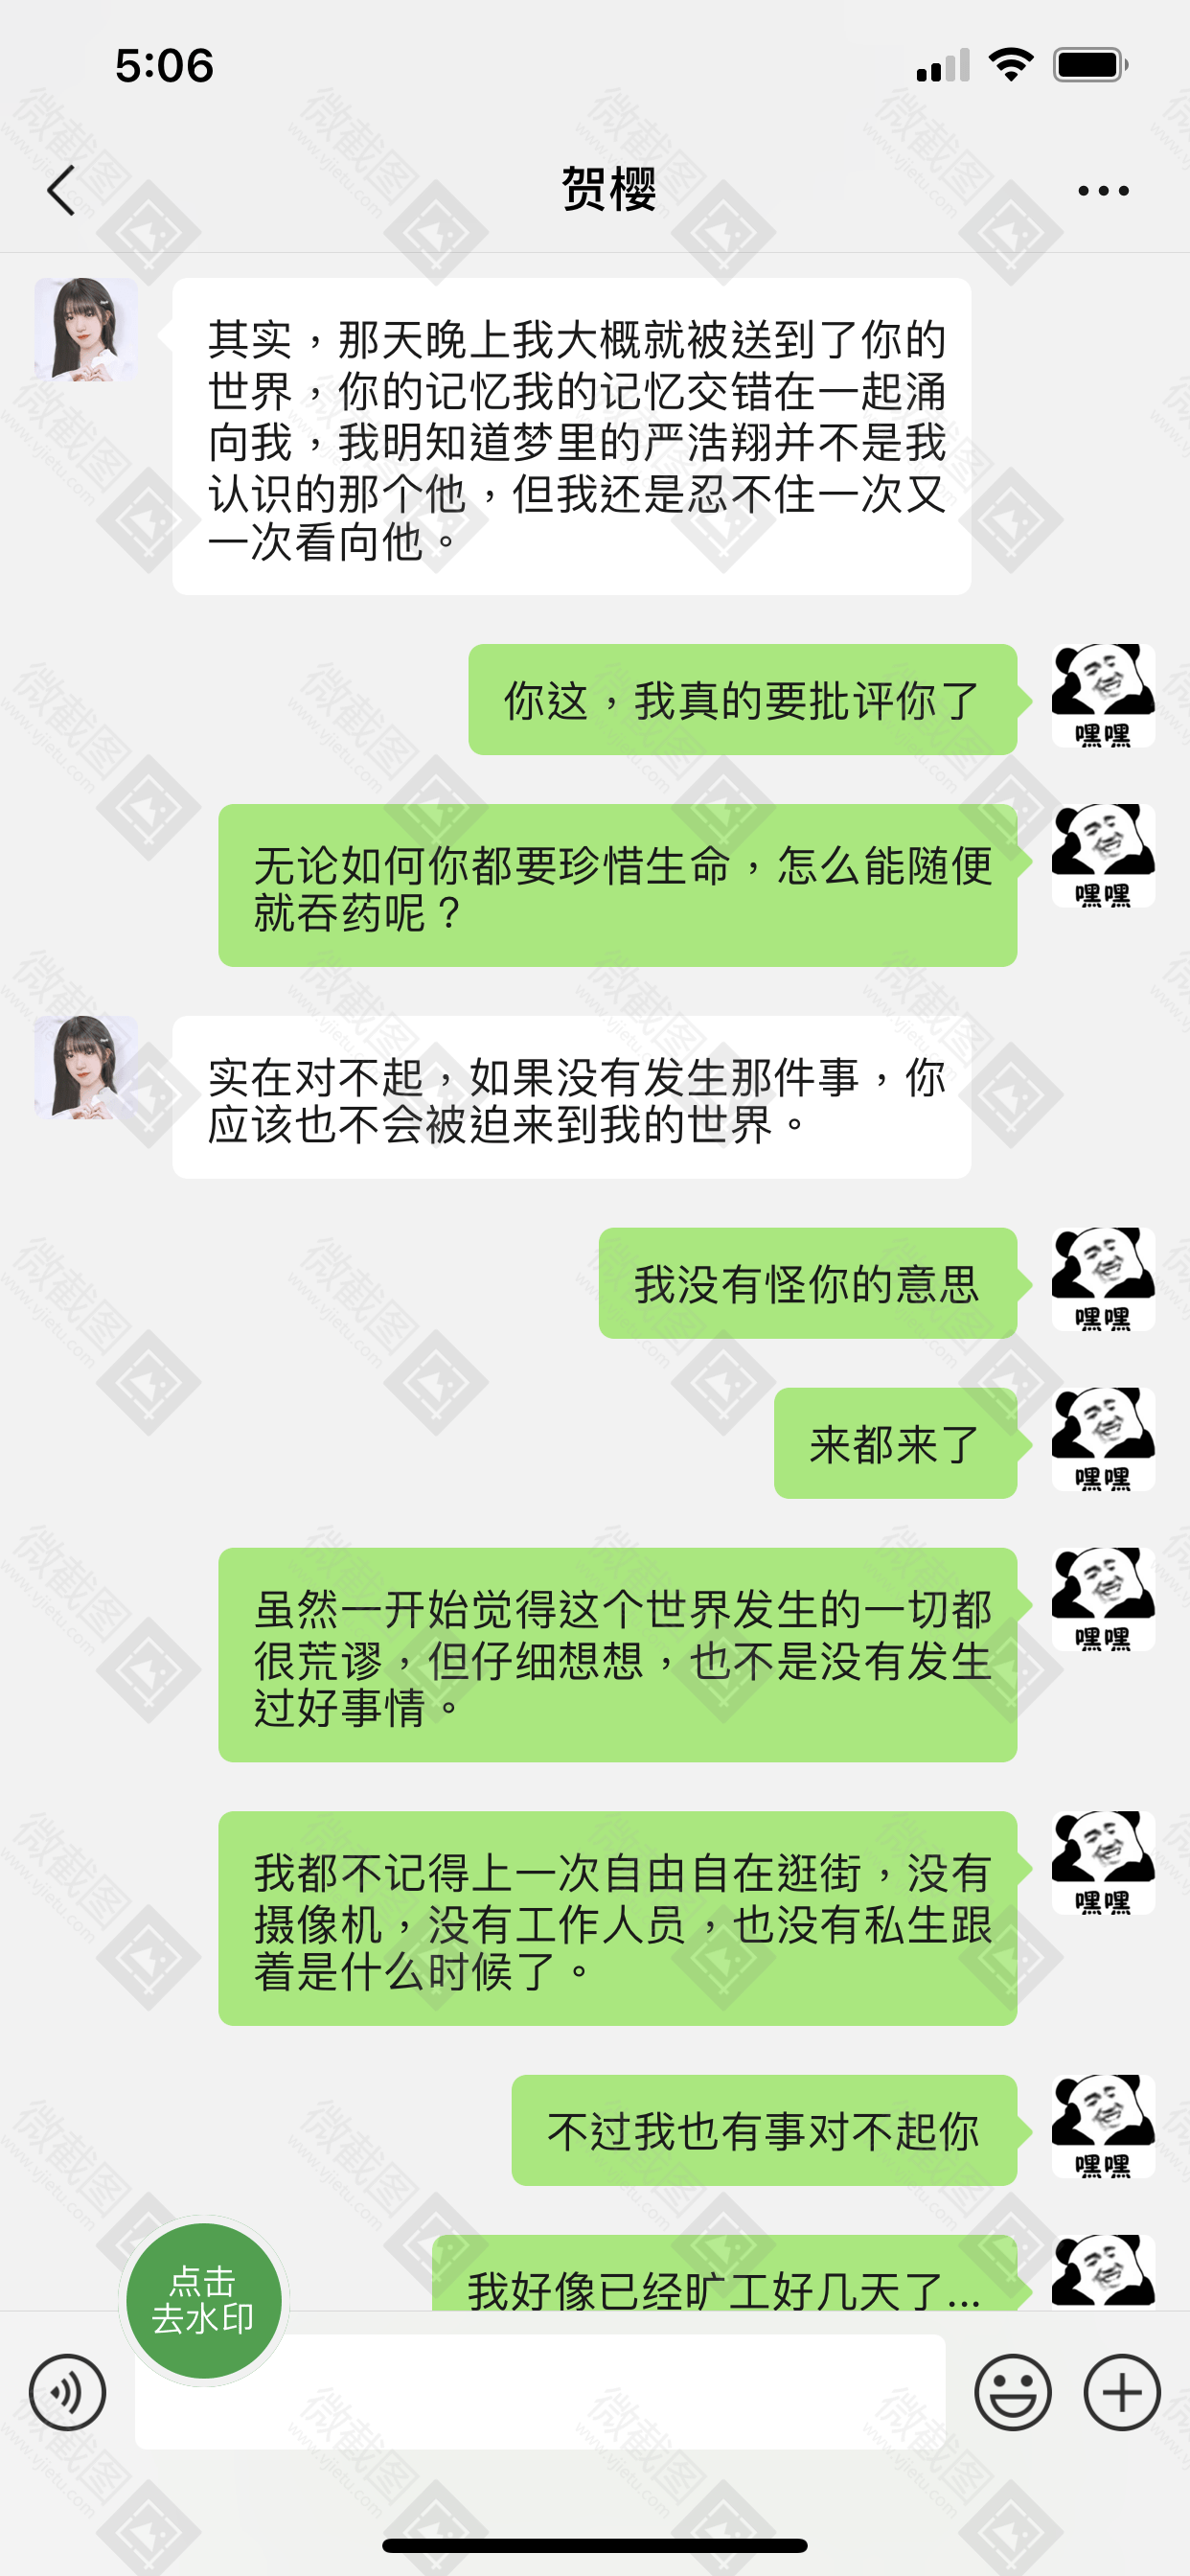 5:06
贺樱
其实，那天晚上我大概就被送到了你的
世界，你的记忆我的记忆交错在一起涌
向我，我明知道梦里的严浩翔并不是我
认识的那个他，但我还是忍不住一次又
一次看向他。
你这，我真的要批评你了
嘿嘿
无论如何你都要珍惜生命，怎么能随便
就吞药呢？
嘿嘿
实在对不起，如果没有发生那件事，你
应该也不会被迫来到我的世界。
我没有怪你的意思
嘿嘿
来都来了
嘿嘿
虽然一开始觉得这个世界发生的一切都
很荒谬，但仔细想想，也不是没有发生
过好事情。
嘿嘿
我都不记得上一次自由自在逛街，没有
摄像机，没有工作人员，也没有私生跟
着是什么时候了。
嘿嘿
不过我也有事对不起你
嘿嘿
我好像已经旷工好几天了...
点击
去水印
微截图
www.vjietu.com